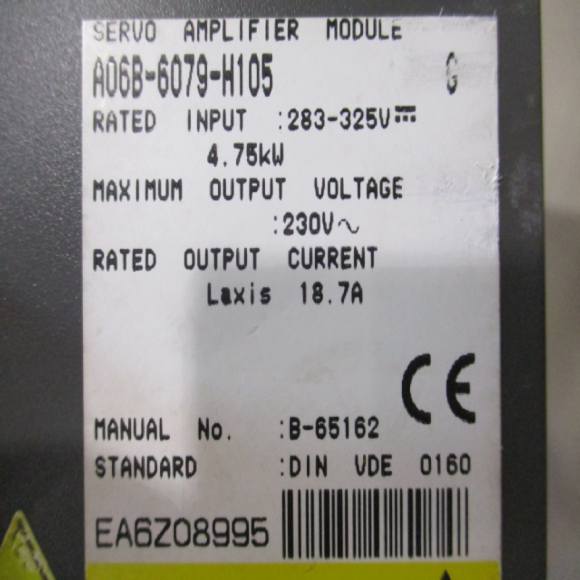 SERVO AMPLIFIER MODULE
A06B-6079-H105 G
RATED INPUT :283-325V⎓
4.75kW
MAXIMUM OUTPUT VOLTAGE
:230V~
RATED OUTPUT CURRENT
Laxis 18.7A
CE
MANUAL No. :B-65162
STANDARD :DIN VDE 0160
EA6Z08995